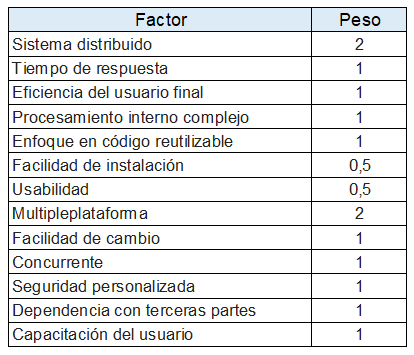 Factor Peso
Sistema distribuido 2
Tiempo de respuesta 1
Eficiencia del usuario final 1
Procesamiento interno complejo 1
Enfoque en código reutilizable 1
Facilidad de instalación 0,5
Usabilidad 0,5
Multipleplataforma 2
Facilidad de cambio 1
Concurrente 1
Seguridad personalizada 1
Dependencia con terceras partes 1
Capacitación del usuario 1